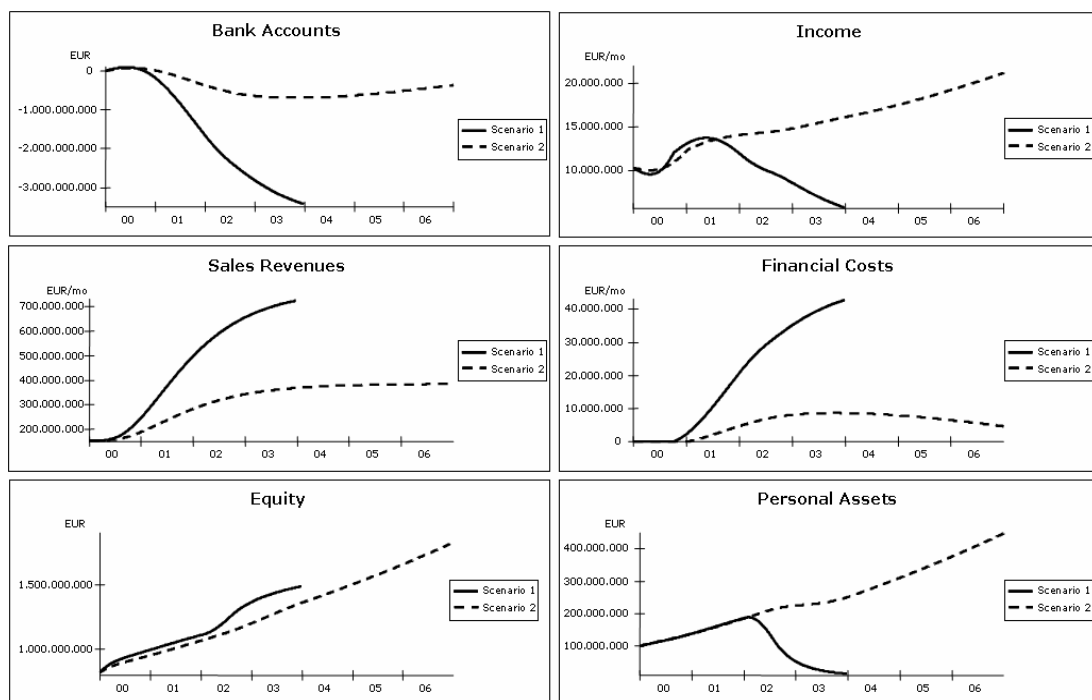 Bank Accounts
EUR
0
-1.000.000.000
-2.000.000.000
-3.000.000.000
00 01 02 03 04 05 06
Scenario 1
Scenario 2
Income
EUR/mo
20.000.000
15.000.000
10.000.000
00 01 02 03 04 05 06
Scenario 1
Scenario 2
Sales Revenues
EUR/mo
700.000.000
600.000.000
500.000.000
400.000.000
300.000.000
200.000.000
00 01 02 03 04 05 06
Scenario 1
Scenario 2
Financial Costs
EUR/mo
40.000.000
30.000.000
20.000.000
10.000.000
0
00 01 02 03 04 05 06
Scenario 1
Scenario 2
Equity
EUR
1.500.000.000
1.000.000.000
00 01 02 03 04 05 06
Scenario 1
Scenario 2
Personal Assets
EUR
400.000.000
300.000.000
200.000.000
100.000.000
00 01 02 03 04 05 06
Scenario 1
Scenario 2